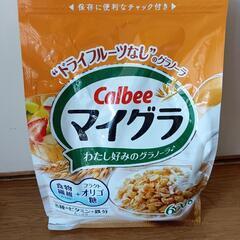 保存に便利なチャック付き
"ドライフルーツなし"のグラノーラ
Calbee
マイグラ
わたし好みのグラノーラ♪
食物繊維
+
フラクトオリゴ糖